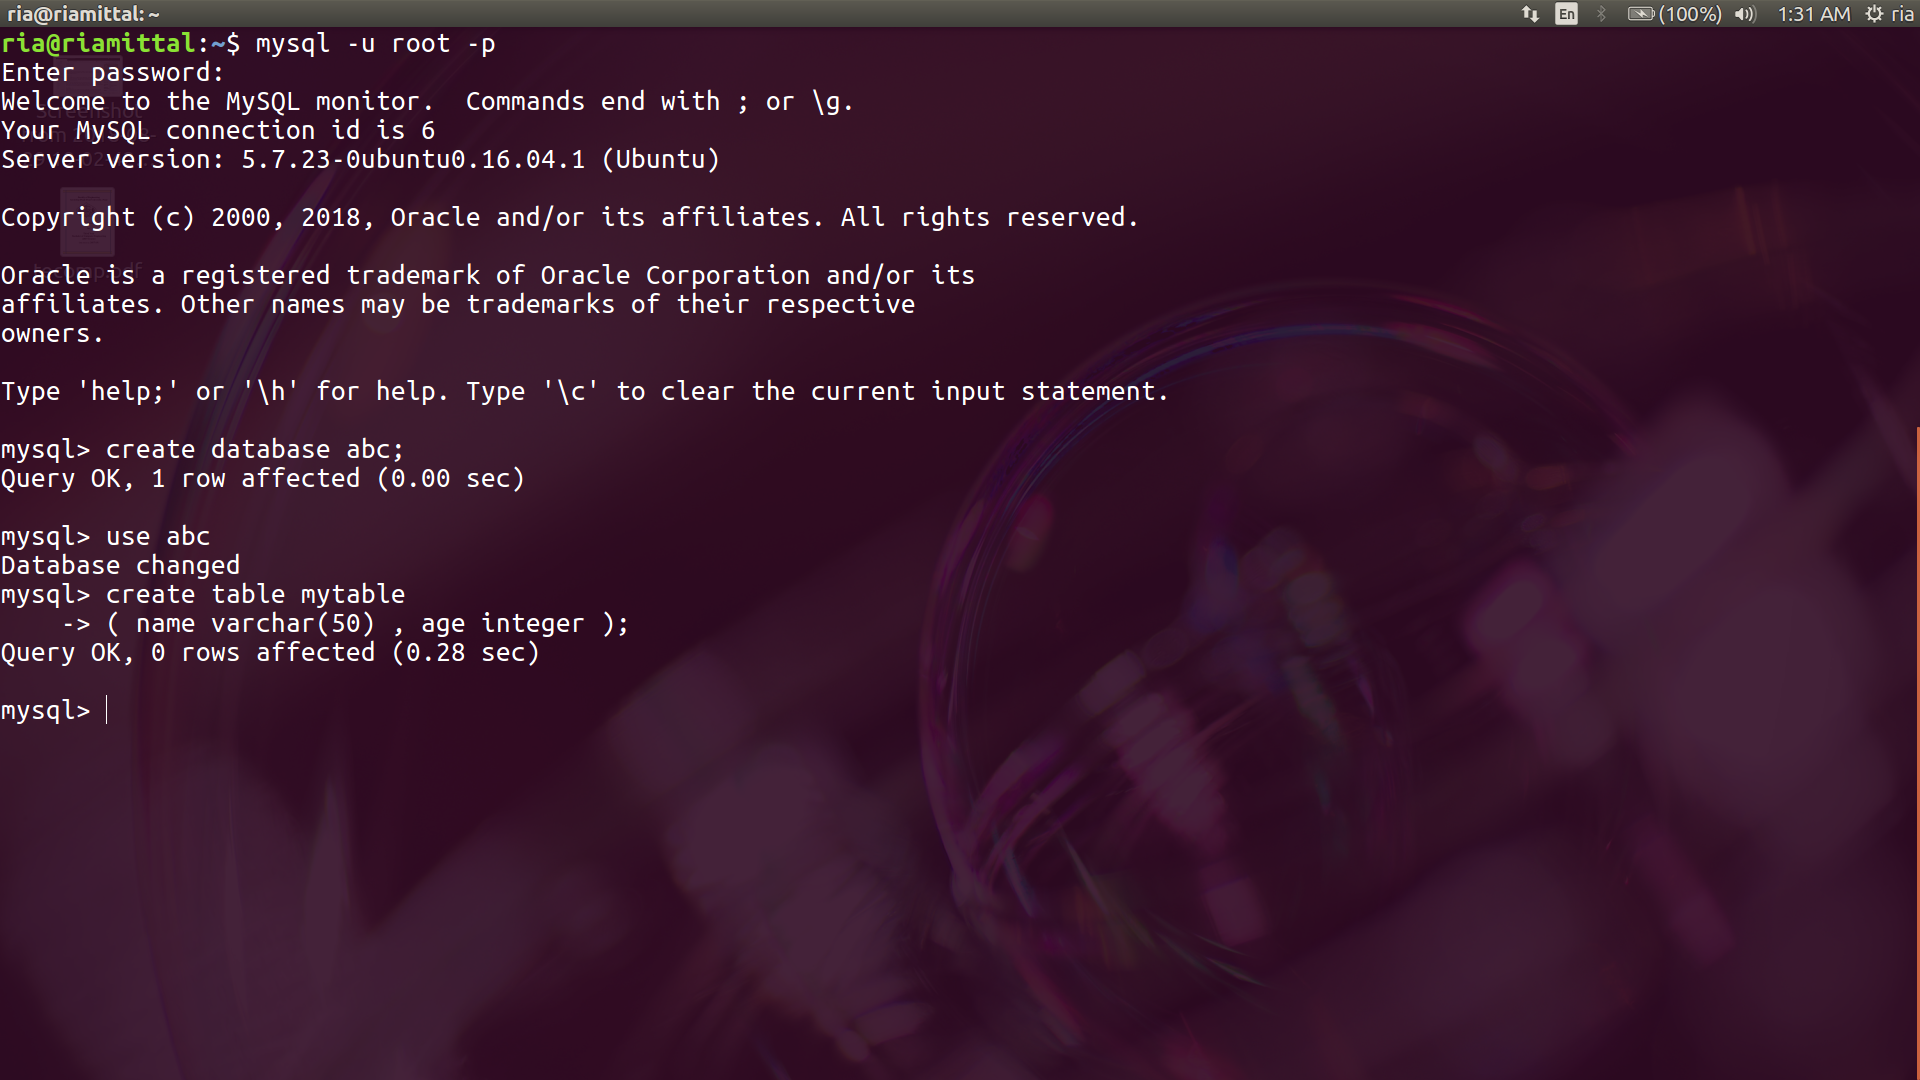 ria@riamittal: ~
En (100%) 1:31 AM ria
ria@riamittal:~$ mysql -u root -p
Enter password:
Welcome to the MySQL monitor.  Commands end with ; or \g.
Your MySQL connection id is 6
Server version: 5.7.23-0ubuntu0.16.04.1 (Ubuntu)
Copyright (c) 2000, 2018, Oracle and/or its affiliates. All rights reserved.
Oracle is a registered trademark of Oracle Corporation and/or its
affiliates. Other names may be trademarks of their respective
owners.
Type 'help;' or '\h' for help. Type '\c' to clear the current input statement.
mysql> create database abc;
Query OK, 1 row affected (0.00 sec)
mysql> use abc
Database changed
mysql> create table mytable
    -> ( name varchar(50) , age integer );
Query OK, 0 rows affected (0.28 sec)
mysql>